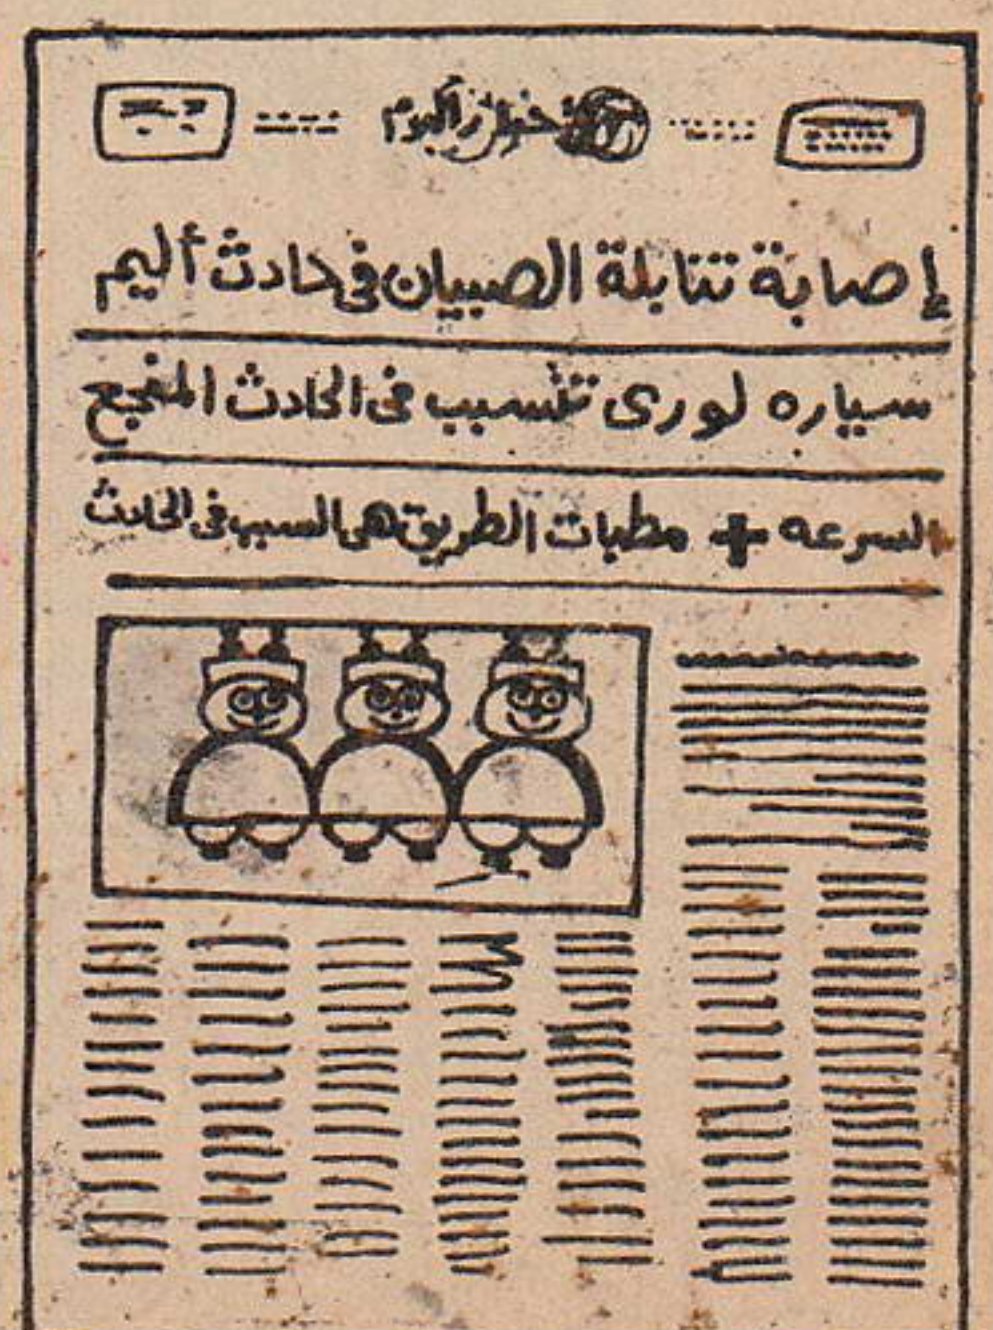 اليوم
إصابة تنابلة الصبيان فى حادث أليم
سياره لورى تتسبب فى الحادث المفجع
السرعه + مطبات الطريق هى السبب فى الحادث